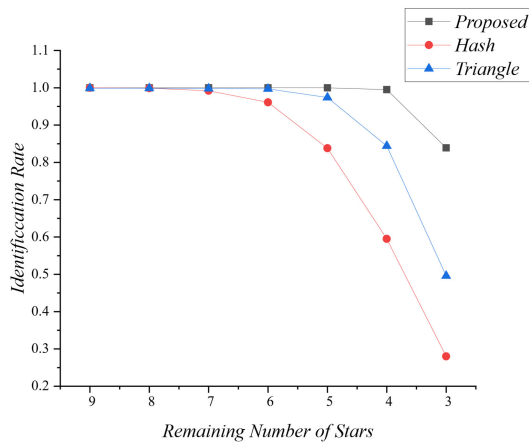 Proposed
Hash
Triangle
1.1
1.0
0.9
0.8
0.7
0.6
0.5
0.4
0.3
0.2
Identificcation Rate
9 8 7 6 5 4 3
Remaining Number of Stars